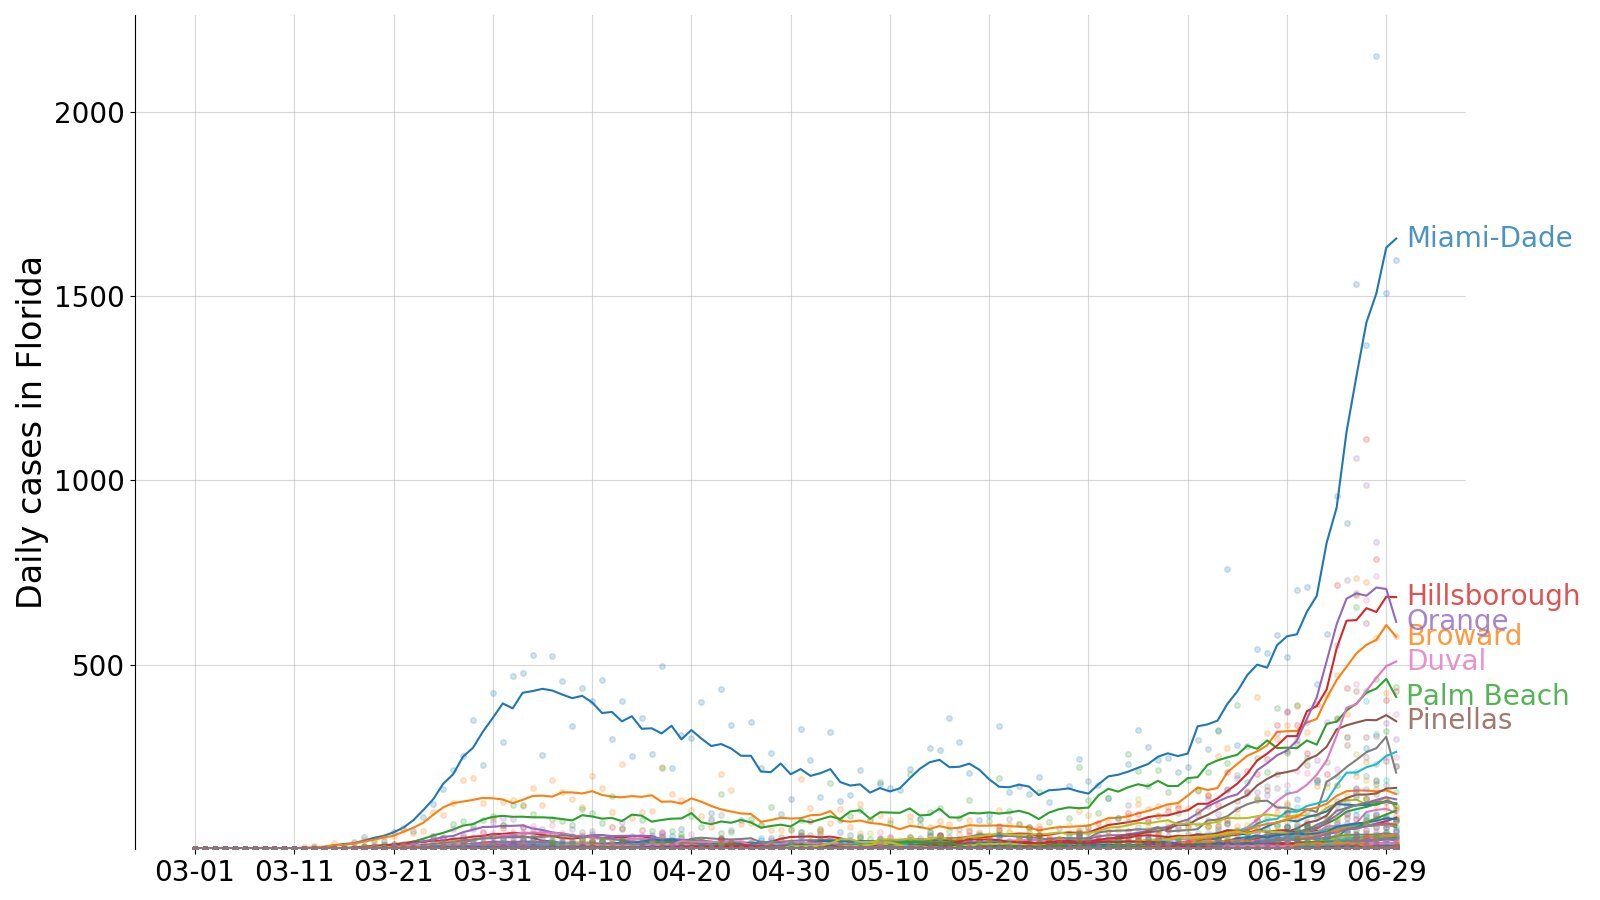 Daily cases in Florida
2000
1500
1000
500
Miami-Dade
Hillsborough
Orange
Broward
Duval
Palm Beach
Pinellas
03-01 03-11 03-21 03-31 04-10 04-20 04-30 05-10 05-20 05-30 06-09 06-19 06-29